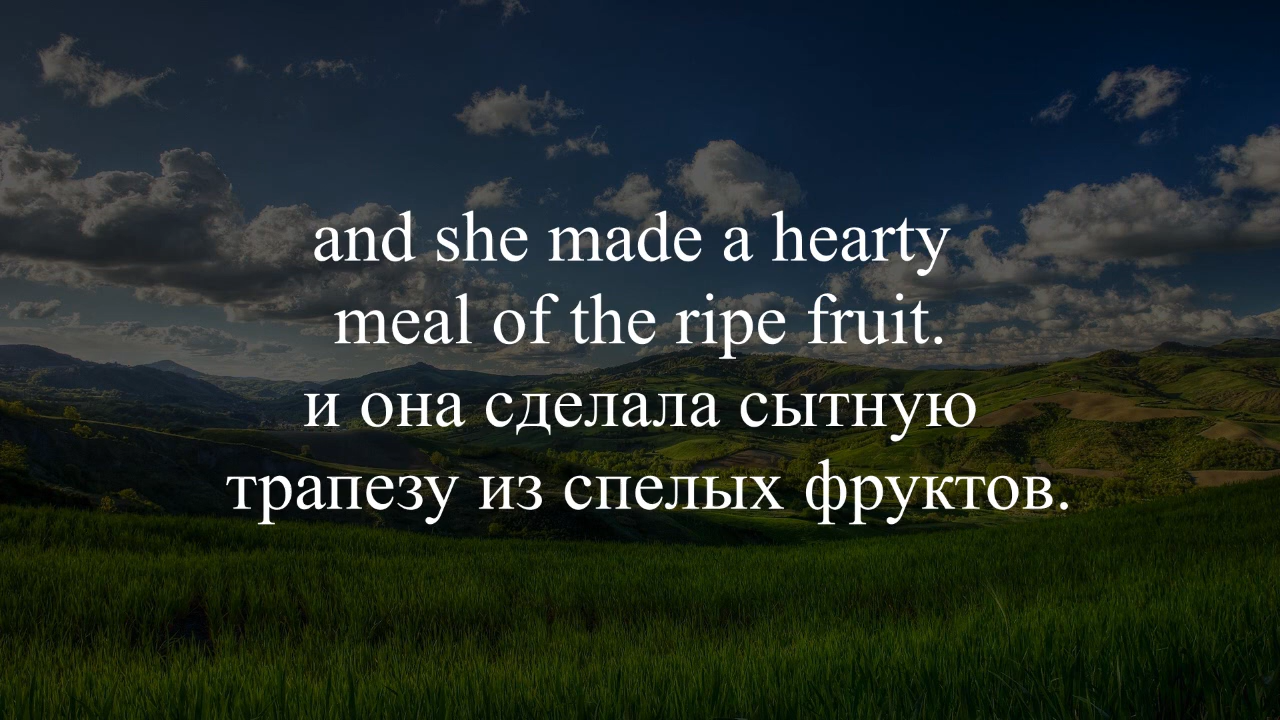 and she made a hearty
meal of the ripe fruit.
и она сделала сытную
трапезу из спелых фруктов.